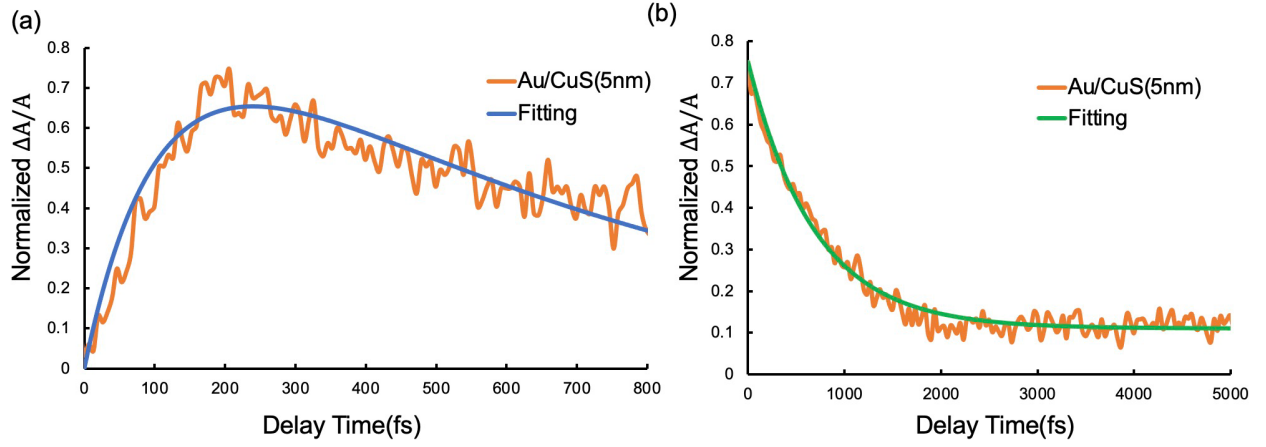 (a)
0.8
0.7
0.6
0.5
0.4
0.3
0.2
0.1
0
Normalized ΔA/A
Au/CuS(5nm)
Fitting
0 100 200 300 400 500 600 700 800
Delay Time(fs)
(b)
0.8
0.7
0.6
0.5
0.4
0.3
0.2
0.1
0
Normalized ΔA/A
Au/CuS(5nm)
Fitting
0 1000 2000 3000 4000 5000
Delay Time(fs)